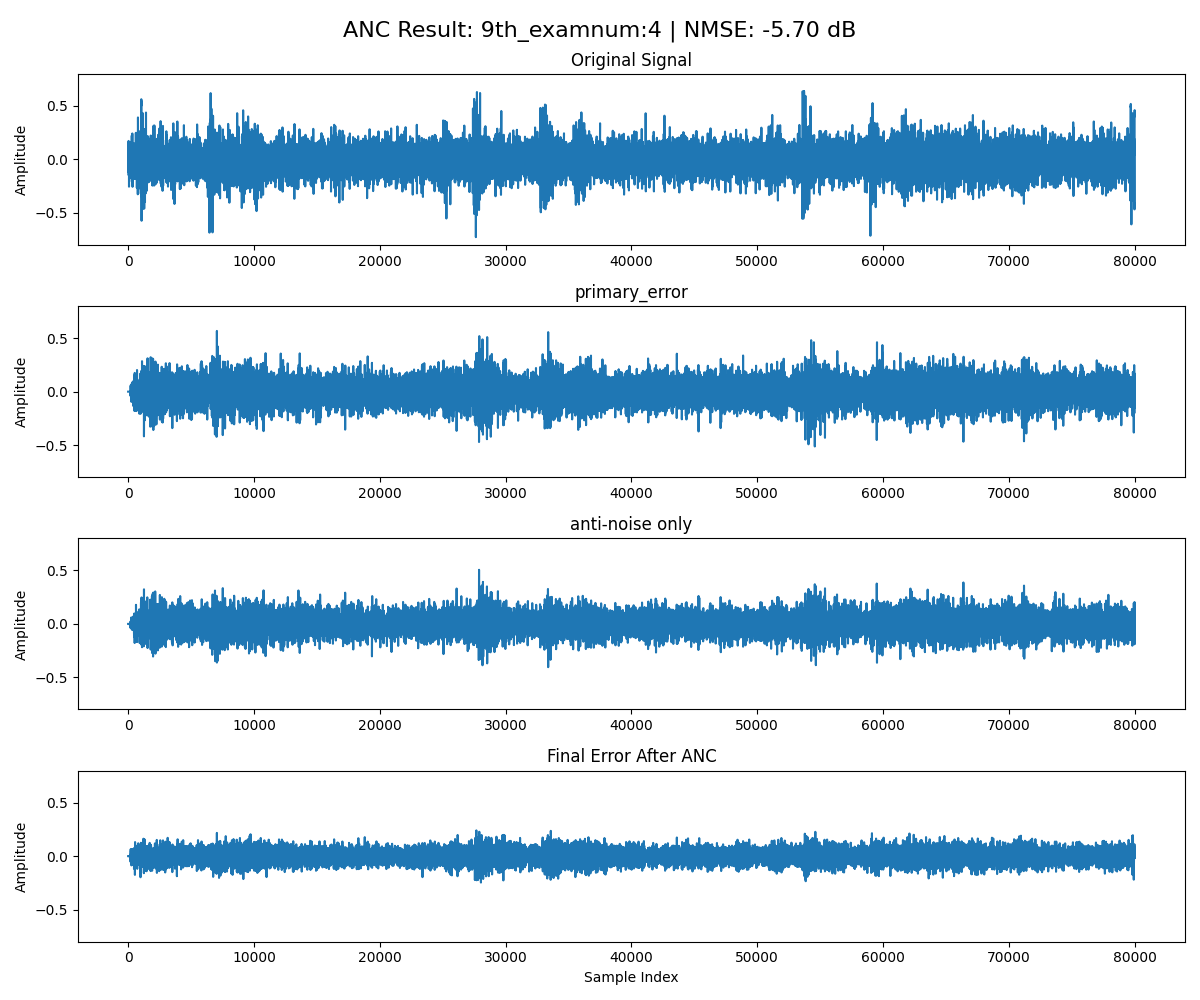 ANC Result: 9th_examnum:4 | NMSE: -5.70 dB
Original Signal
Amplitude
0.5
0.0
−0.5
0 10000 20000 30000 40000 50000 60000 70000 80000
primary_error
Amplitude
0.5
0.0
−0.5
0 10000 20000 30000 40000 50000 60000 70000 80000
anti-noise only
Amplitude
0.5
0.0
−0.5
0 10000 20000 30000 40000 50000 60000 70000 80000
Final Error After ANC
Amplitude
0.5
0.0
−0.5
0 10000 20000 30000 40000 50000 60000 70000 80000
Sample Index